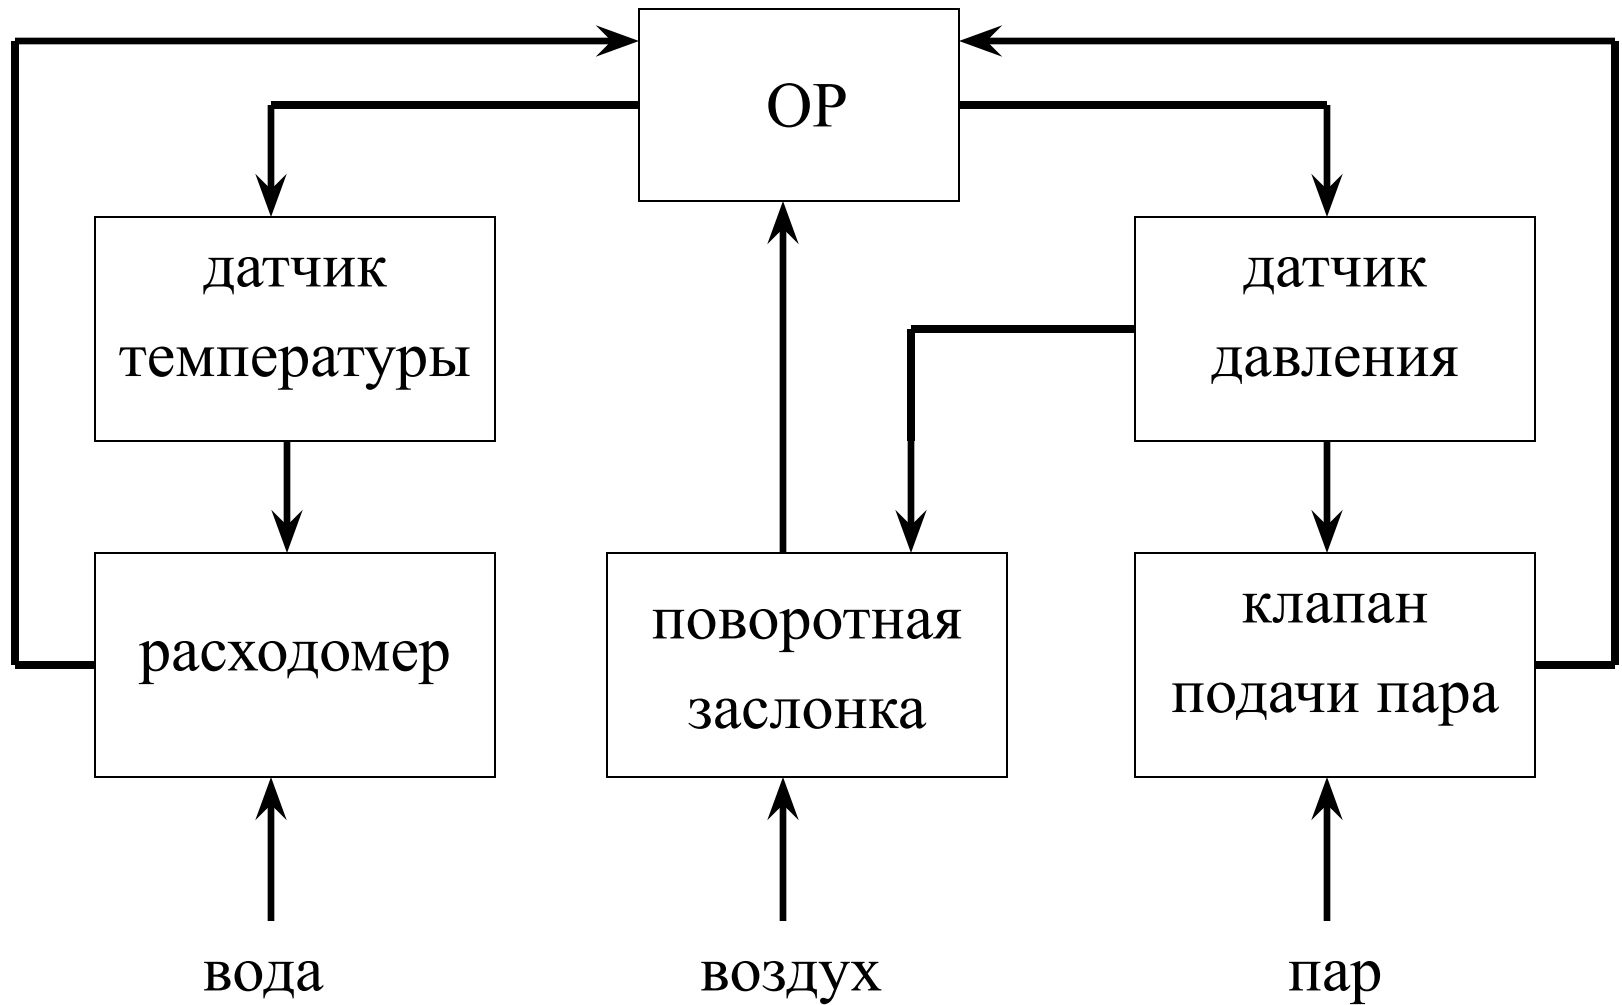 ОР
датчик
температуры
датчик
давления
расходомер
поворотная
заслонка
клапан
подачи пара
вода
воздух
пар